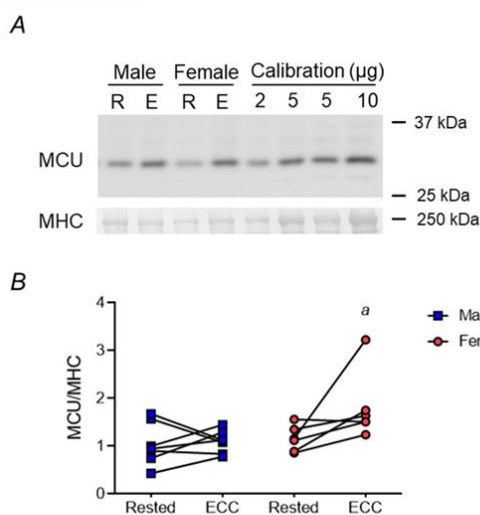 A
Male Female Calibration (µg)
R E R E 2 5 5 10
37 kDa
MCU
25 kDa
MHC 250 kDa
B
4
a
Ma
Fer
3
MCU/MHC
2
1
0
Rested ECC Rested ECC